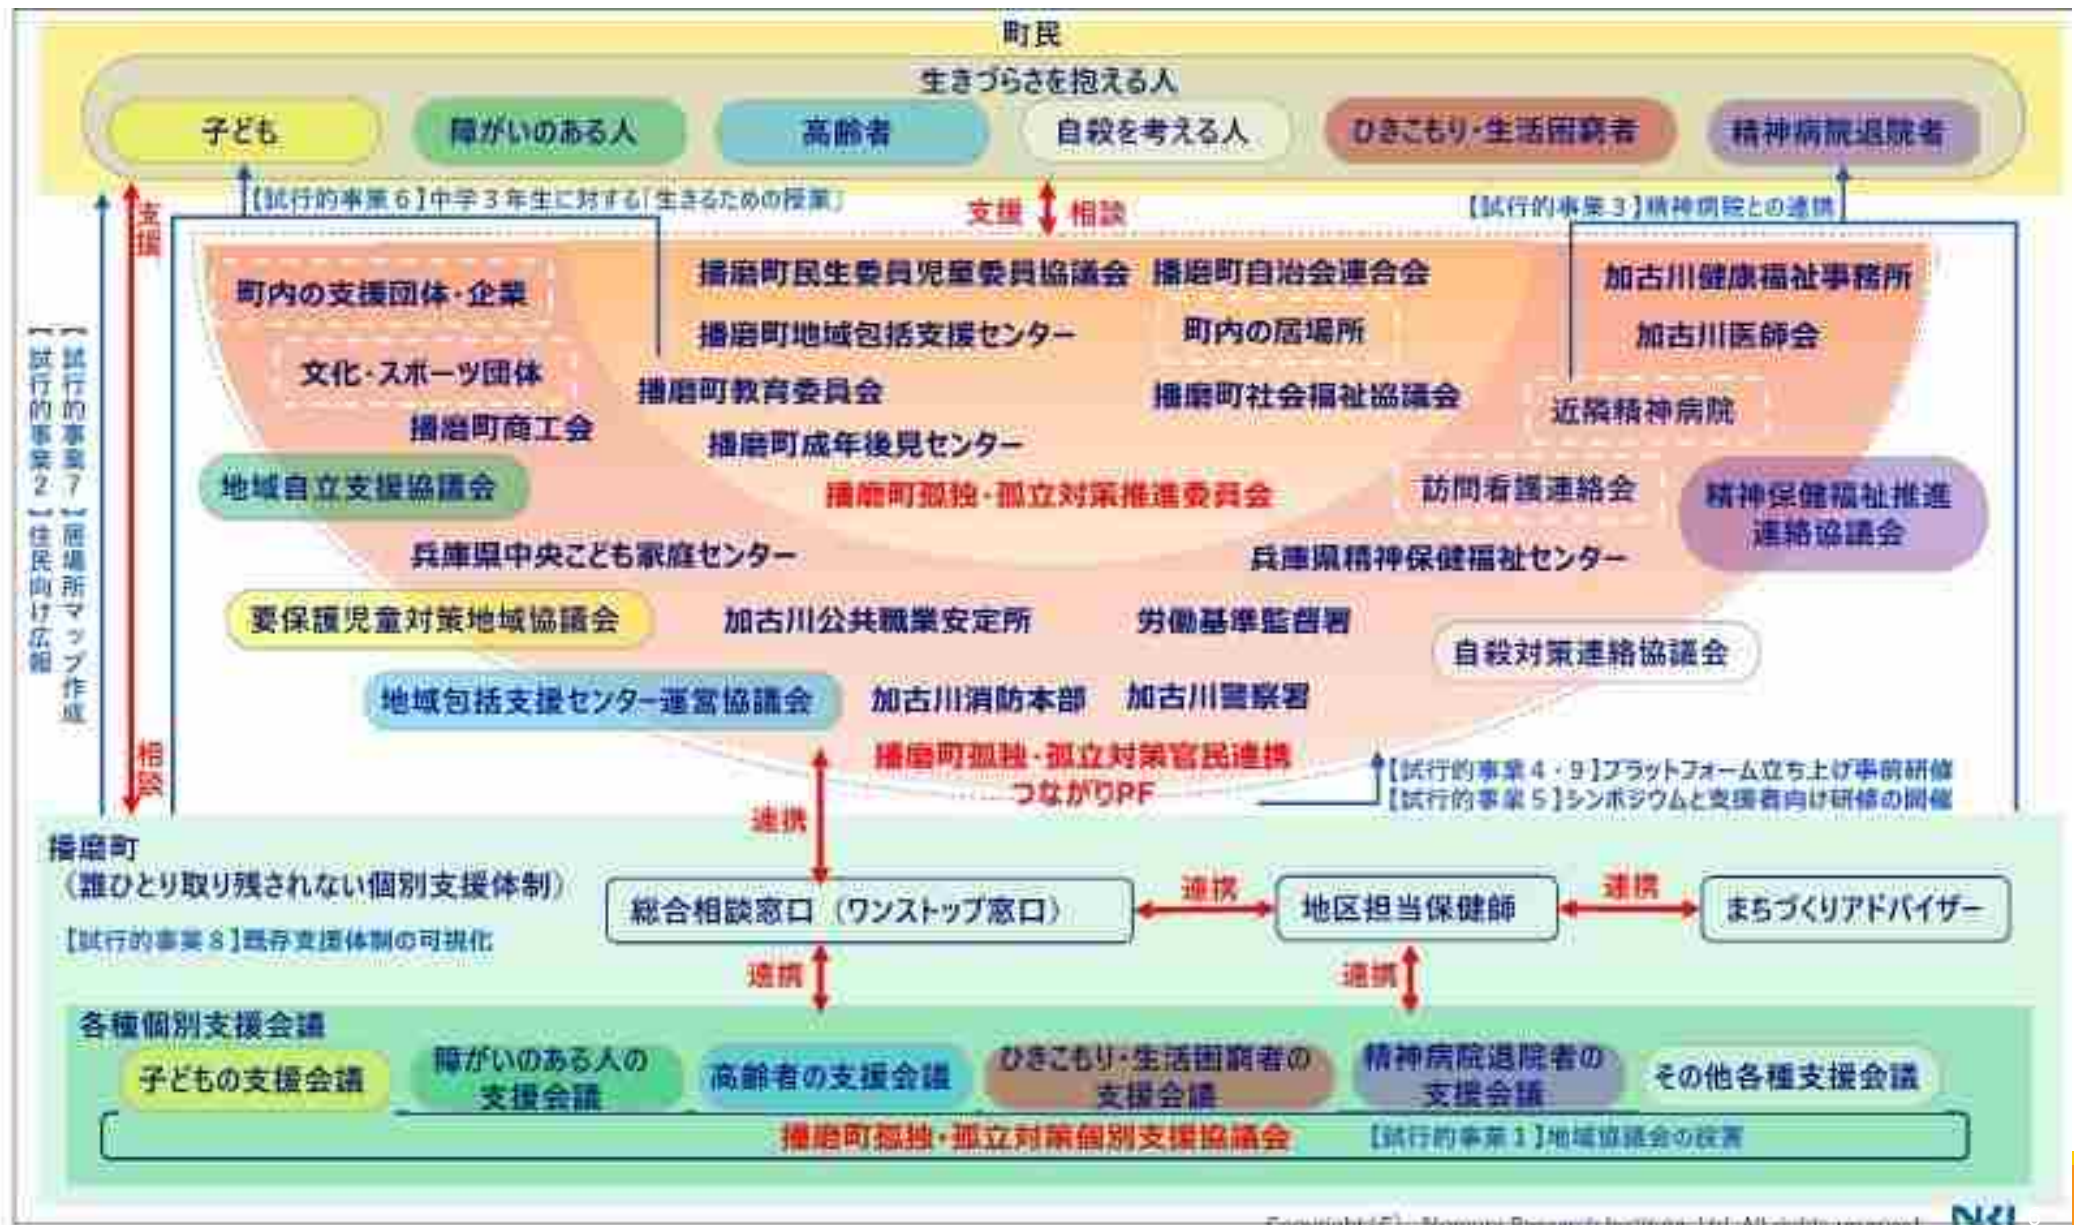 町民
生きづらさを抱える人
子ども
障がいのある人
高齢者
自殺を考える人
ひきこもり・生活困窮者
精神病院退院者
【試行的事業6】中学3年生に対する「生きるための授業」
支援
相談
【試行的事業3】精神病院との連携
支援
相談
【試行的事業7】居場所マップ作成
【試行的事業2】住民向け広報
町内の支援団体・企業
播磨町民生委員児童委員協議会
播磨町自治会連合会
加古川健康福祉事務所
播磨町地域包括支援センター
町内の居場所
加古川医師会
文化・スポーツ団体
播磨町教育委員会
播磨町社会福祉協議会
近隣精神病院
播磨町商工会
播磨町成年後見センター
地域自立支援協議会
播磨町孤独・孤立対策推進委員会
訪問看護連絡会
精神保健福祉推進
連絡協議会
兵庫県中央こども家庭センター
兵庫県精神保健福祉センター
要保護児童対策地域協議会
加古川公共職業安定所
労働基準監督署
自殺対策連絡協議会
地域包括支援センター運営協議会
加古川消防本部
加古川警察署
播磨町孤独・孤立対策官民連携
つながりPF
【試行的事業4・9】プラットフォーム立ち上げ事前研修
【試行的事業5】シンポジウムと支援者向け研修の開催
連携
播磨町
（誰ひとり取り残されない個別支援体制）
【試行的事業8】既存支援体制の可視化
総合相談窓口（ワンストップ窓口）
連携
地区担当保健師
連携
まちづくりアドバイザー
連携
連携
各種個別支援会議
子どもの支援会議
障がいのある人の
支援会議
高齢者の支援会議
ひきこもり・生活困窮者の
支援会議
精神病院退院者の
支援会議
その他各種支援会議
播磨町孤独・孤立対策個別支援協議会
【試行的事業1】地域協議会の設置